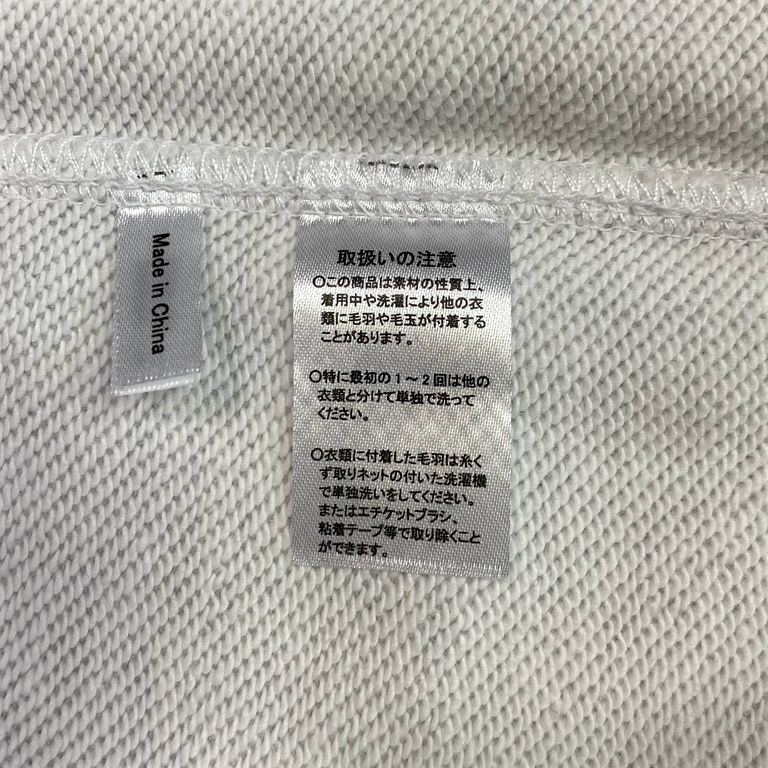 Made in China
取扱いの注意
○この商品は素材の性質上、
着用中や洗濯により他の衣
類に毛羽や毛玉が付着する
ことがあります。
○特に最初の1～2回は他の
衣類と分けて単独で洗って
ください。
○衣類に付着した毛羽は糸く
ず取りネットの付いた洗濯機
で単独洗いをしてください。
またはエチケットブラシ、
粘着テープ等で取り除くこと
ができます。